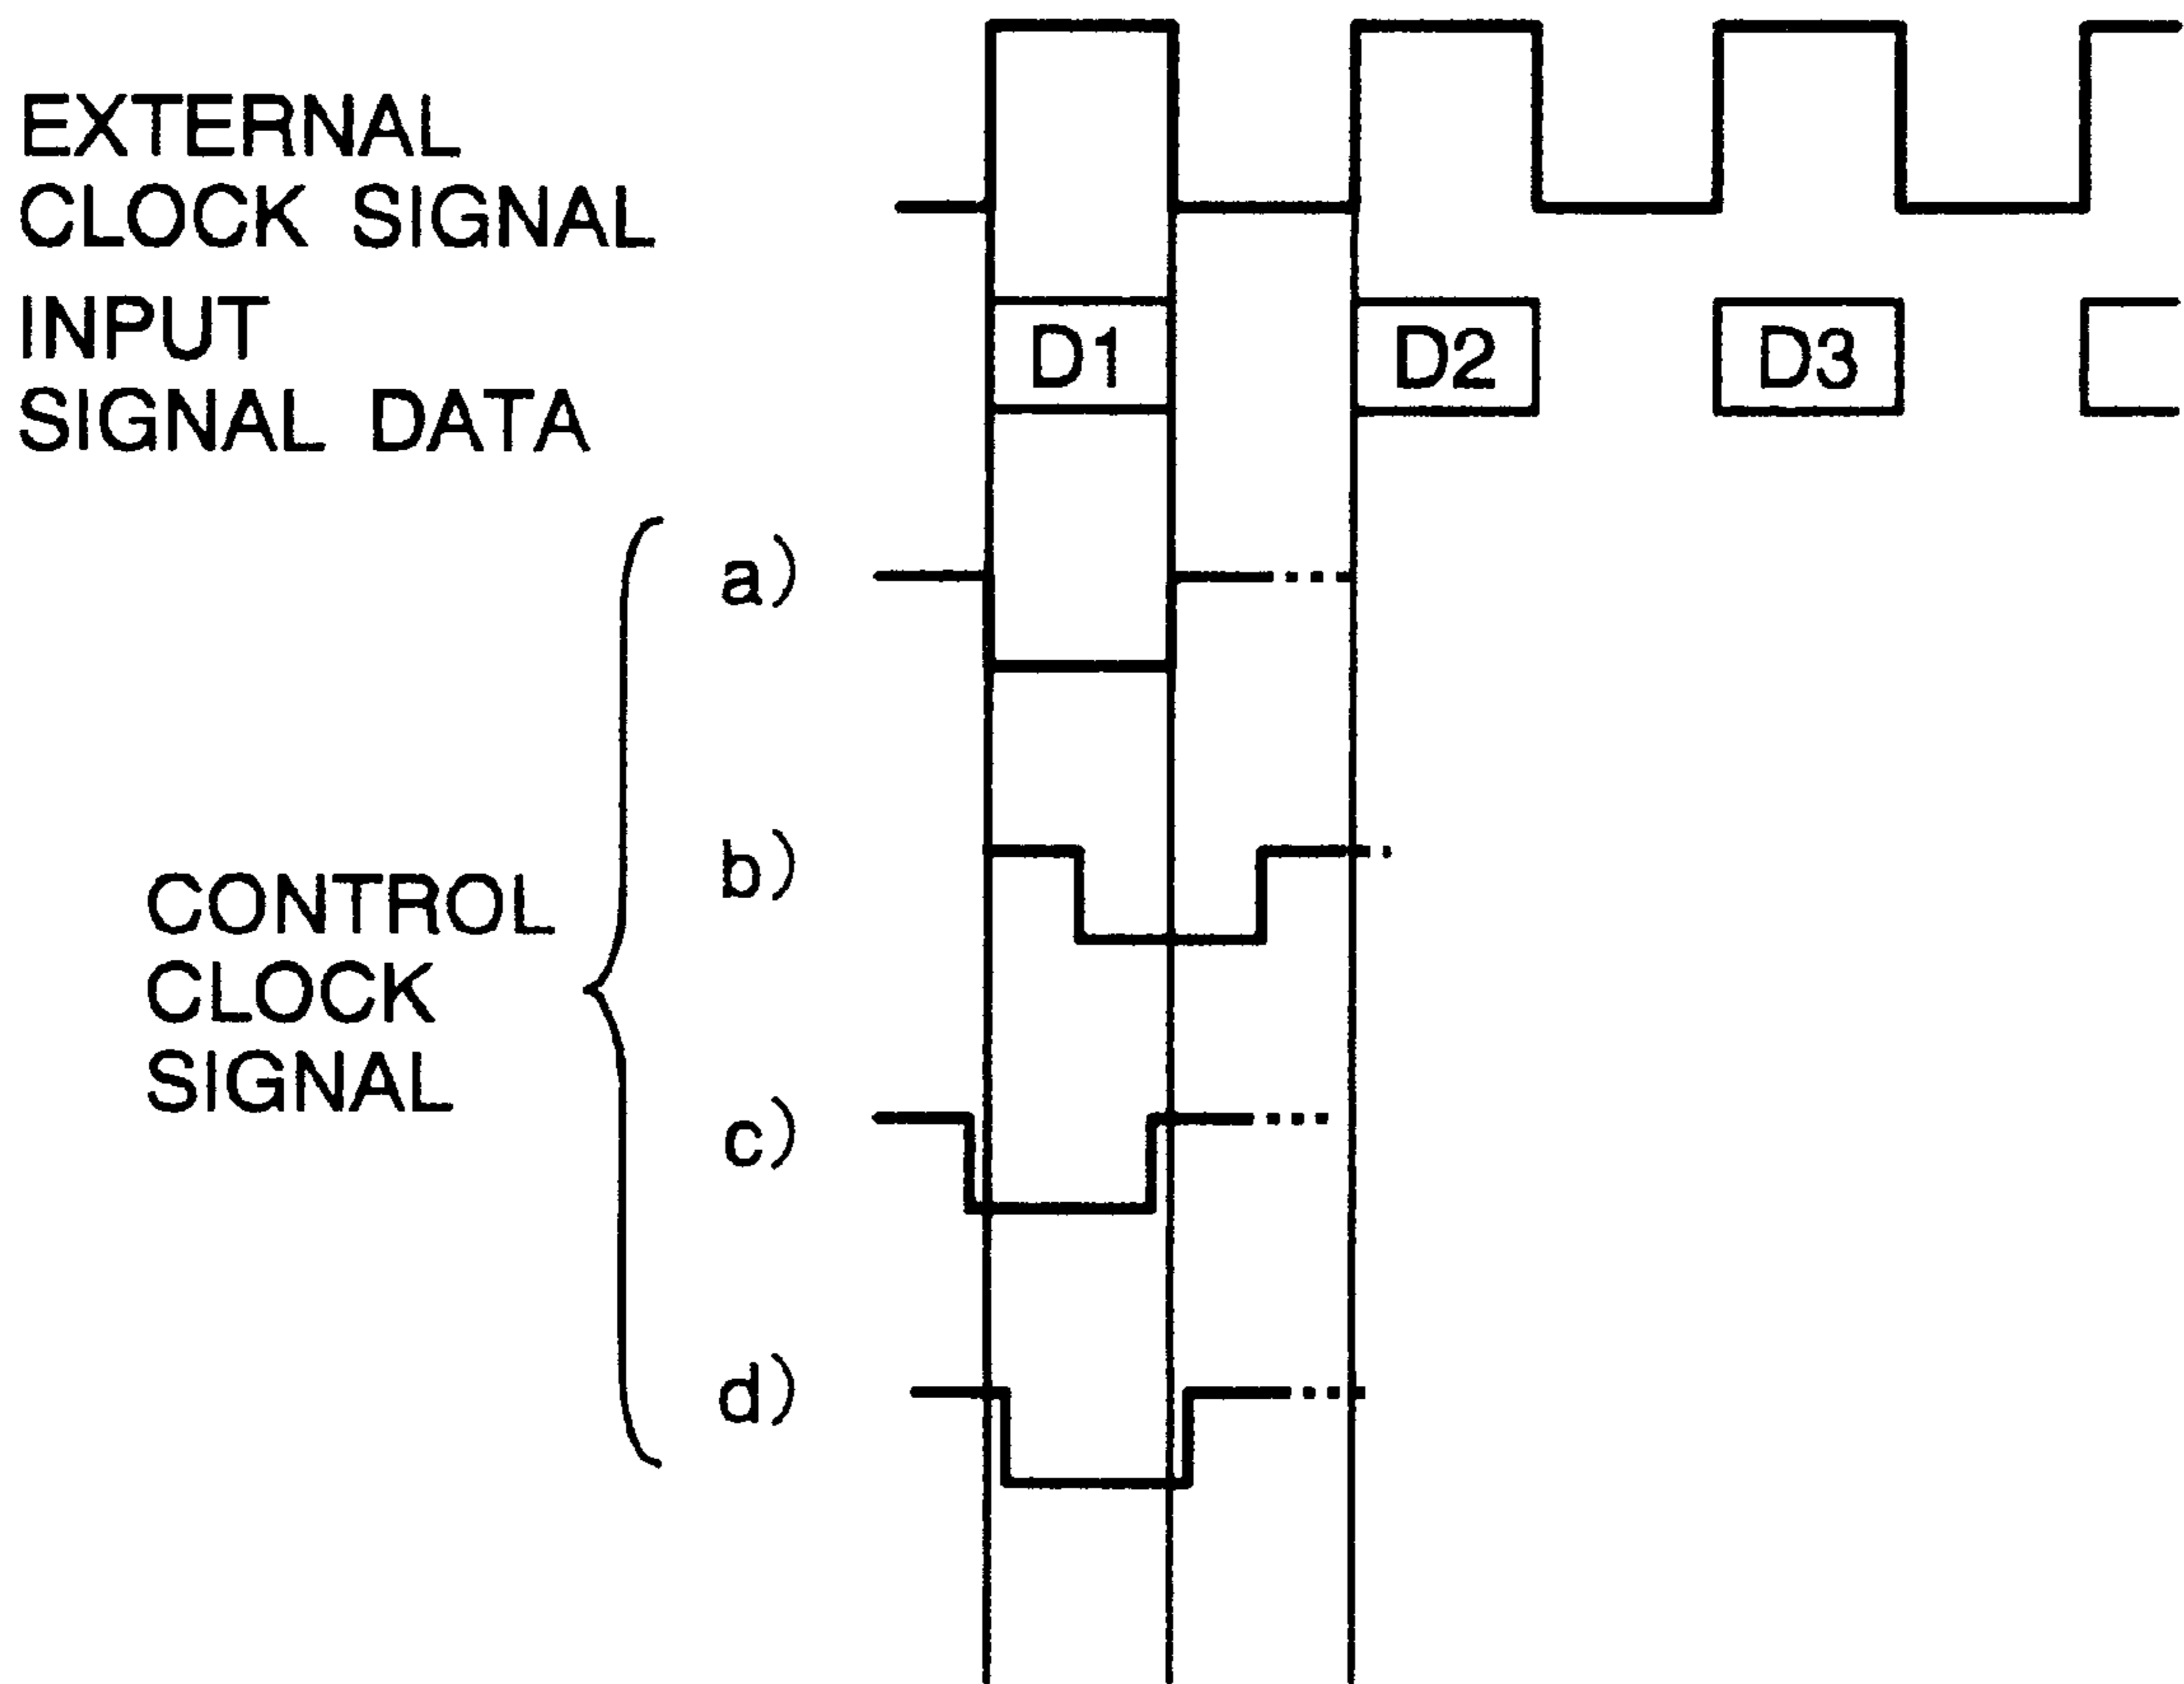 EXTERNAL
CLOCK SIGNAL
INPUT
SIGNAL DATA
D1
D2
D3
a)
b)
CONTROL
CLOCK
SIGNAL
c)
d)